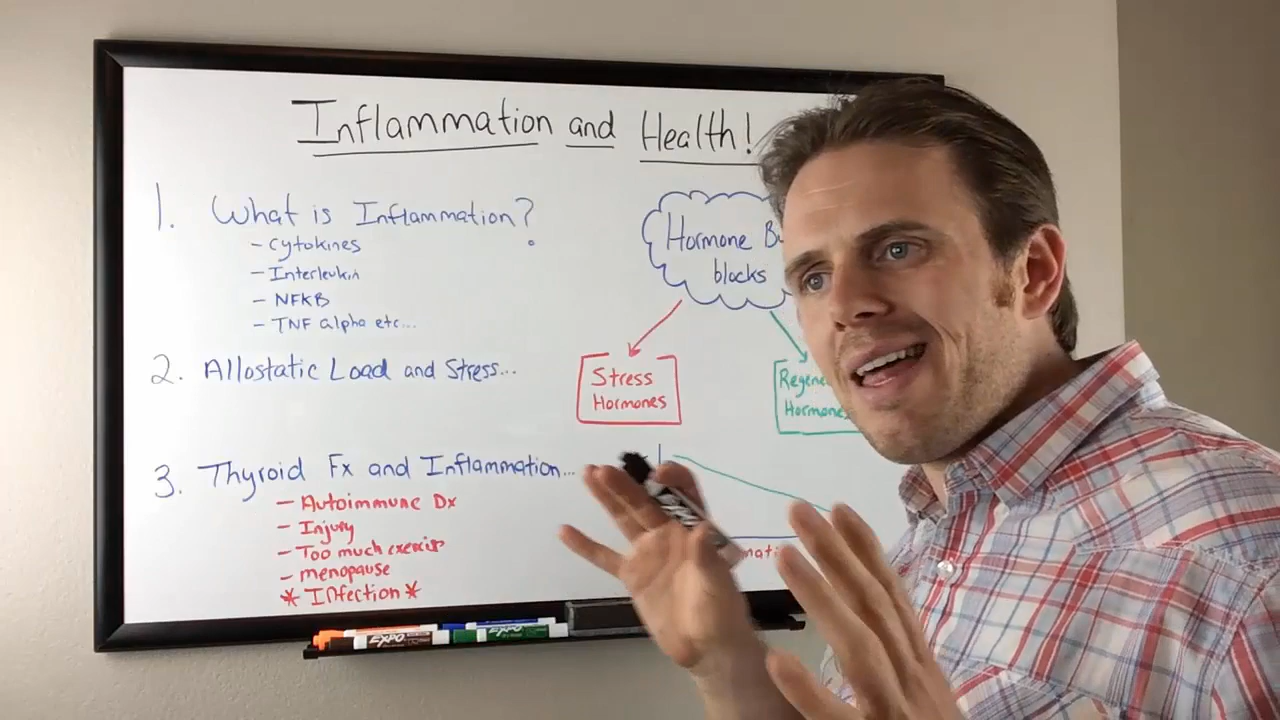 Inflammation and Health!
1. What is Inflammation?
- Cytokines
- Interleukin
- NFKB
- TNF alpha etc...
2. Allostatic Load and Stress...
3. Thyroid Fx and Inflammation...
- Autoimmune Dx
- Injury
- Too much exercise
- menopause
* Infection *
Hormone
blocks
Stress
Hormones
Hormones
EXPO
EXPO